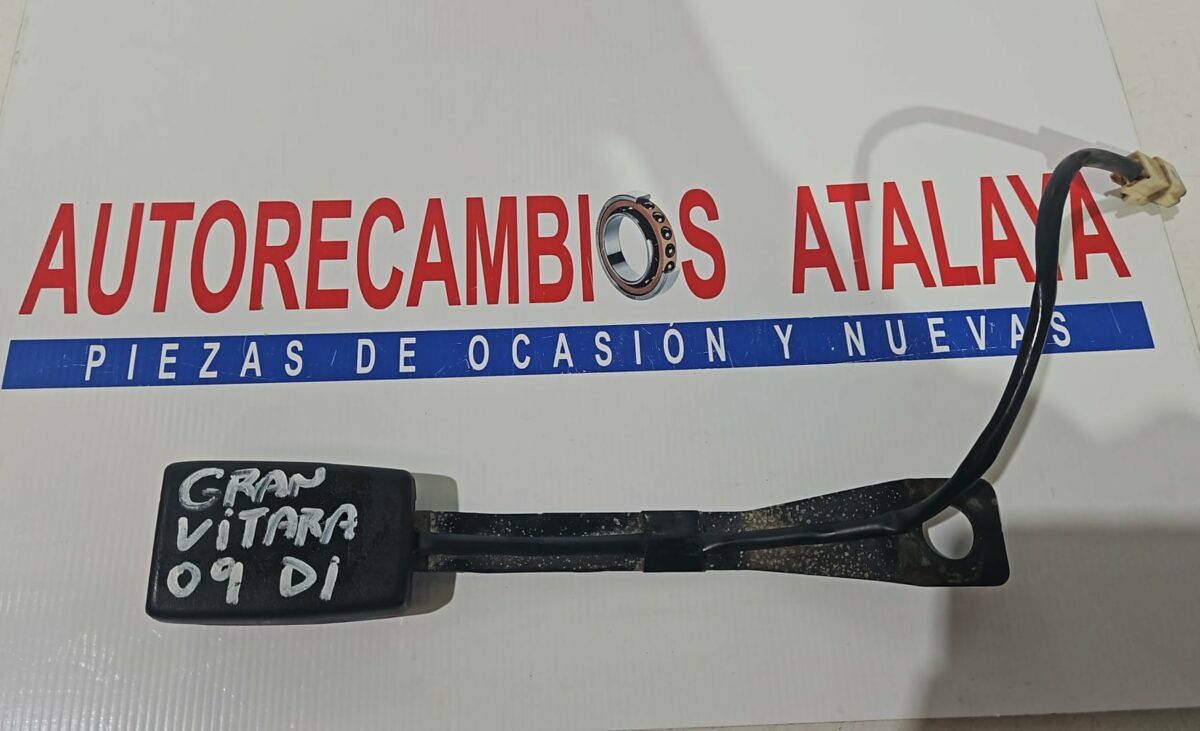 AUTORECAMBIOS ATALAYA
PIEZAS DE OCASIÓN Y NUEVAS
GRAN
ViTARA
09 Di